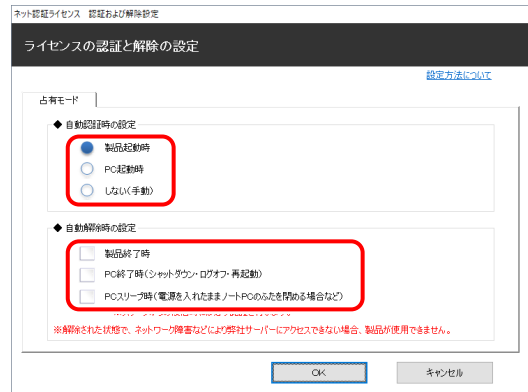 ネット認証ライセンス 認証および解除設定
ライセンスの認証と解除の設定
設定方法について
占有モード
◆ 自動認証時の設定
製品起動時
PC起動時
しない(手動)
◆ 自動解除時の設定
製品終了時
PC終了時(シャットダウン・ログオフ・再起動)
PCスリープ時(電源を入れたままノートPCのふたを閉める場合など)
※解除された状態で、ネットワーク障害などにより弊社サーバーにアクセスできない場合、製品が使用できません。
OK
キャンセル